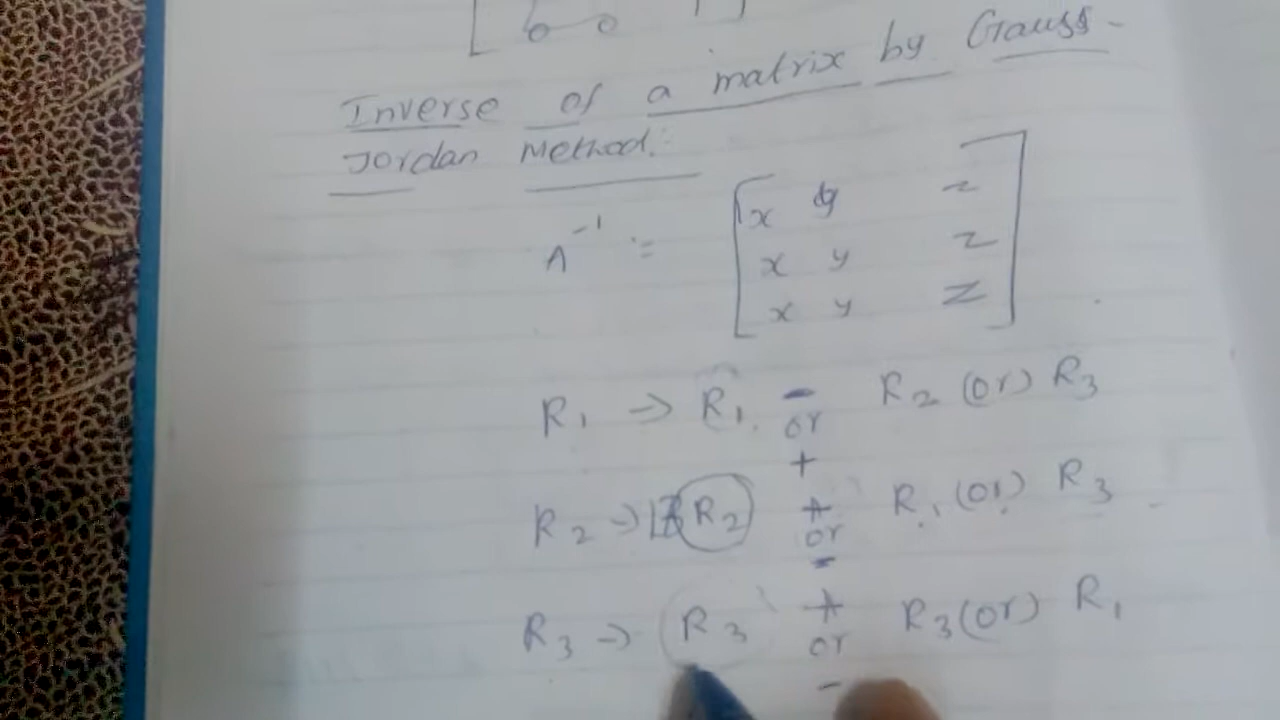 Inverse of a matrix by Gauss-
Jordan Method:
A⁻¹ =
x y z
x y z
x y z
R₁ → R₁ - or + R₂ (or) R₃
R₂ → R₂ + or - R₁ (or) R₃
R₃ → R₃ + or - R₃ (or) R₁